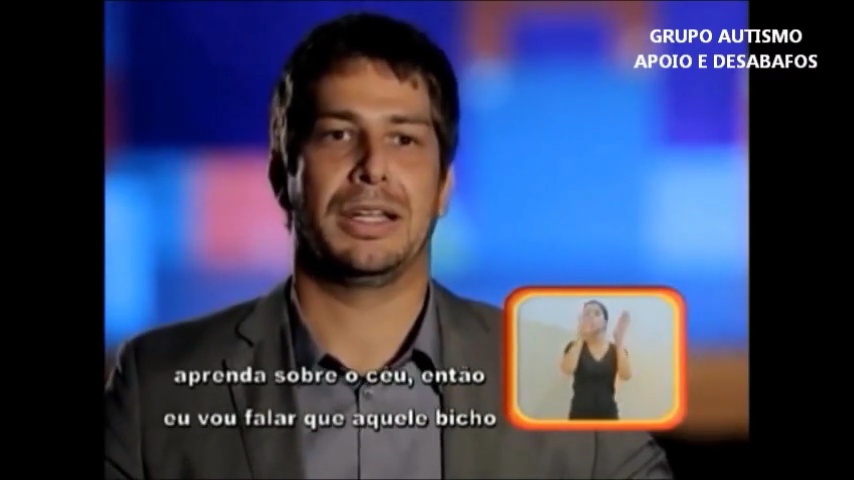 GRUPO AUTISMO
APOIO E DESABAFOS
aprenda sobre o céu, então
eu vou falar que aquele bicho